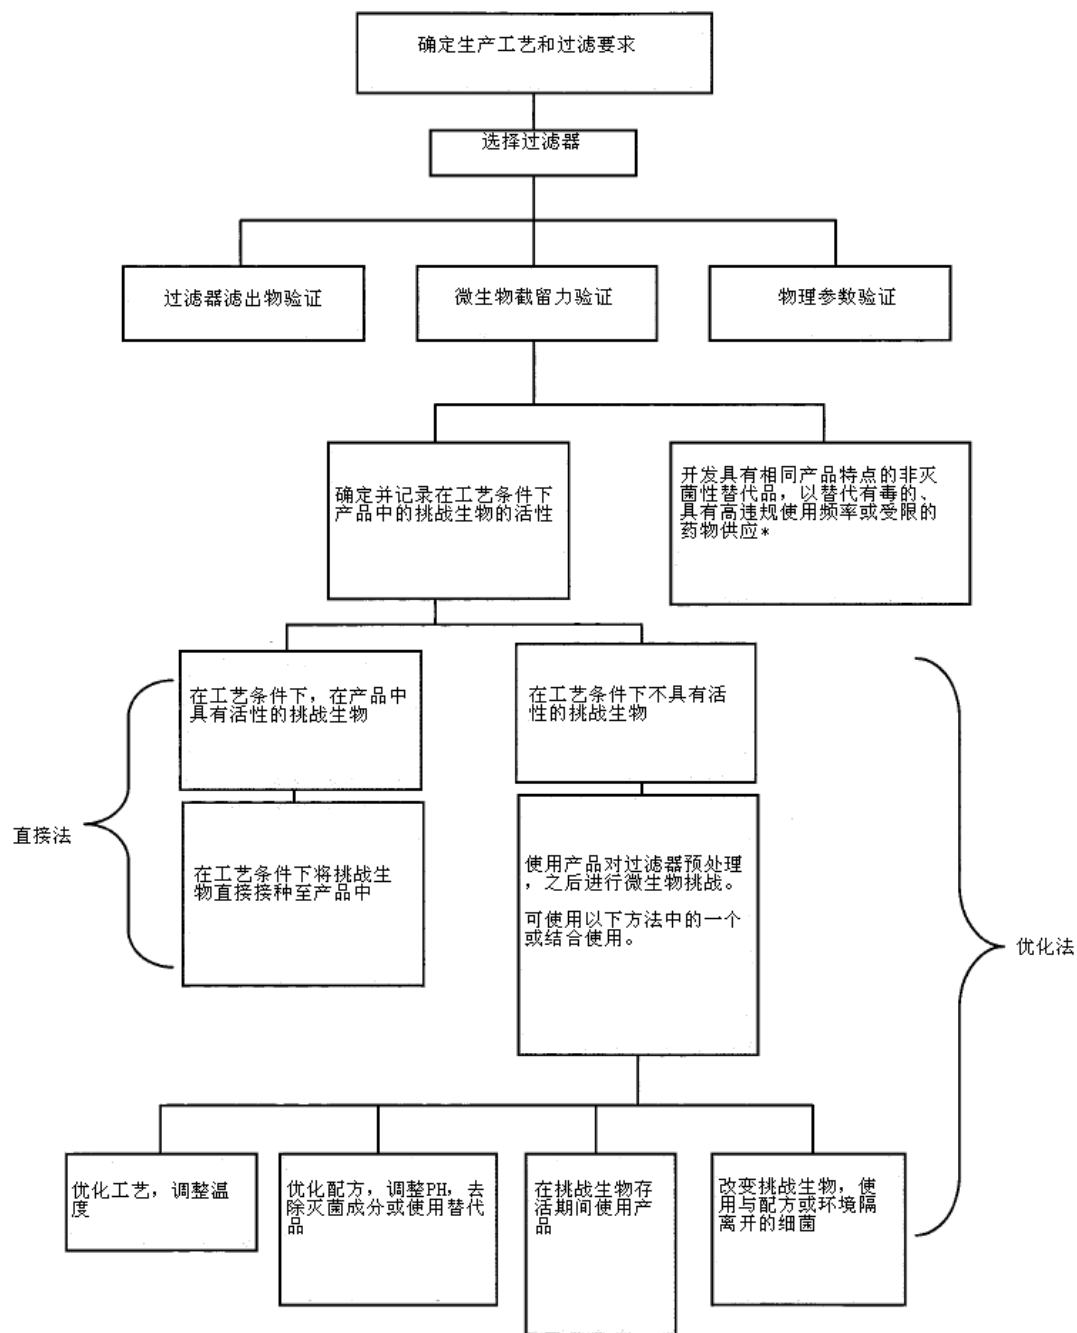 确定生产工艺和过滤要求
选择过滤器
过滤器滤出物验证
微生物截留力验证
物理参数验证
确定并记录在工艺条件下
产品中的挑战生物的活性
开发具有相同产品特点的非灭
菌性替代品，以替代有毒的、
具有高违规使用频率或受限的
药物供应*
在工艺条件下，在产品中
具有活性的挑战生物
在工艺条件下不具有活
性的挑战生物
直接法
在工艺条件下将挑战生
物直接接种至产品中
使用产品对过滤器预处理
，之后进行微生物挑战。
可使用以下方法中的一个
或结合使用。
优化法
优化工艺，调整温
度
优化配方，调整PH，去
除灭菌成分或使用替代
品
在挑战生物存
活期间使用产
品
改变挑战生物，使
用与配方或环境隔
离开的细菌